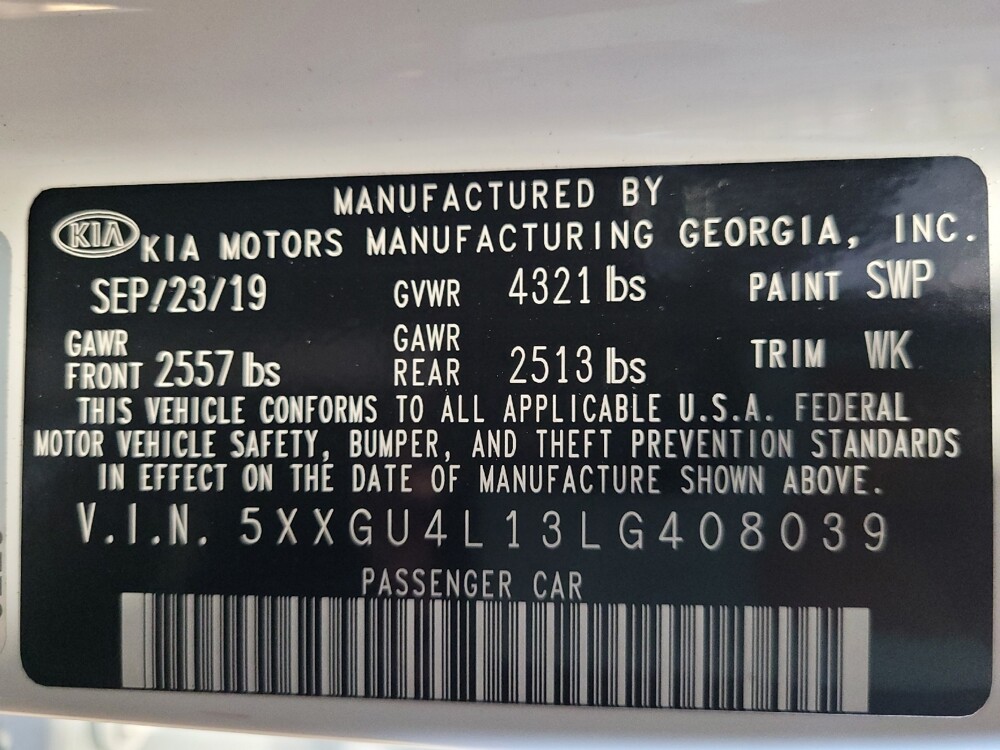 MANUFACTURED BY
KIA KIA MOTORS MANUFACTURING GEORGIA, INC.
SEP/23/19 GVWR 4321 lbs PAINT SWP
GAWR FRONT 2557 lbs GAWR REAR 2513 lbs TRIM WK
THIS VEHICLE CONFORMS TO ALL APPLICABLE U.S.A. FEDERAL
MOTOR VEHICLE SAFETY, BUMPER, AND THEFT PREVENTION STANDARDS
IN EFFECT ON THE DATE OF MANUFACTURE SHOWN ABOVE.
V.I.N. 5XXGU4L13LG408039
PASSENGER CAR